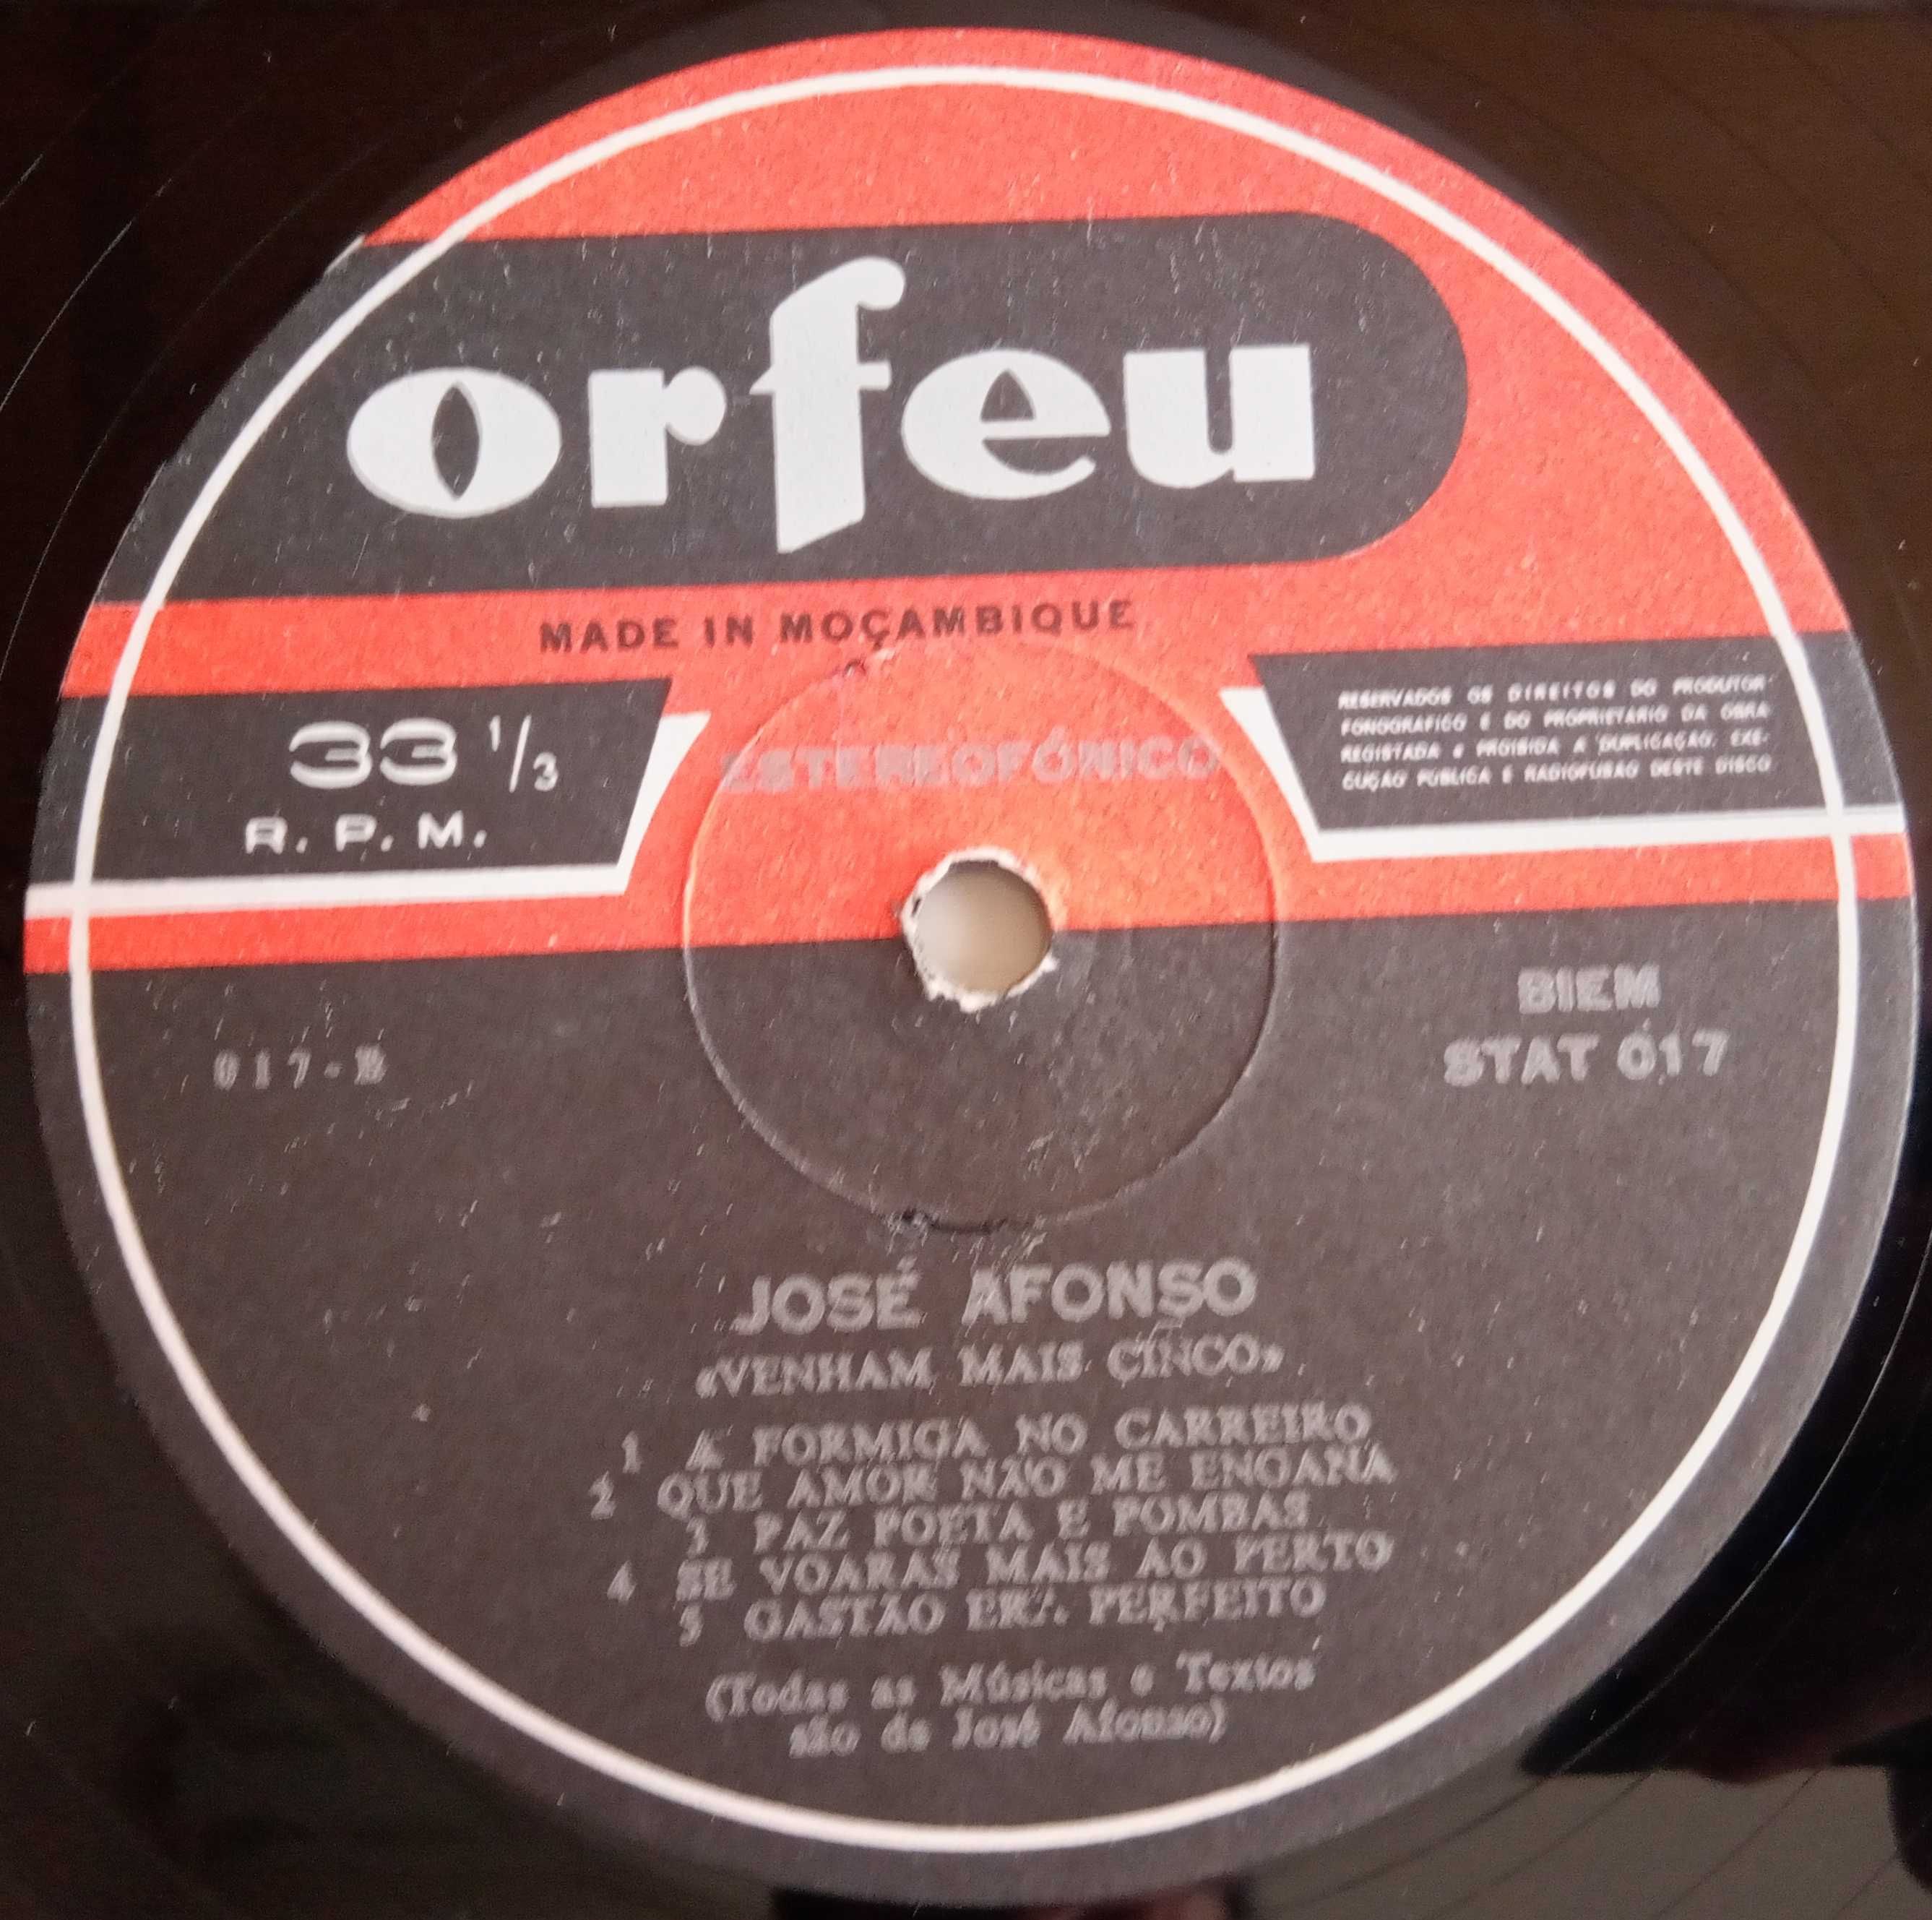 orfeu
MADE IN MOÇAMBIQUE
33 1/3
R. P. M.
ESTEREOFÓNICO
RESERVADOS OS DIREITOS DO PRODUTOR
FONOGRAFICO E DO PROPRIETARIO DA OBRA
REGISTADA e PROIBIDA A DUPLICAÇAO. EXE-
CUÇAO PUBLICA E RADIOFUSAO DESTE DISCO
017-B
BIEM
STAT 017
JOSÉ AFONSO
«VENHAM MAIS CINCO»
1 A FORMIGA NO CARREIRO
2 QUE AMOR NÃO ME ENGANA
3 PAZ POETA E POMBAS
4 SE VOARAS MAIS AO PERTO
5 GASTÃO ERA PERFEITO
(Todas as Músicas e Textos
são de José Afonso)